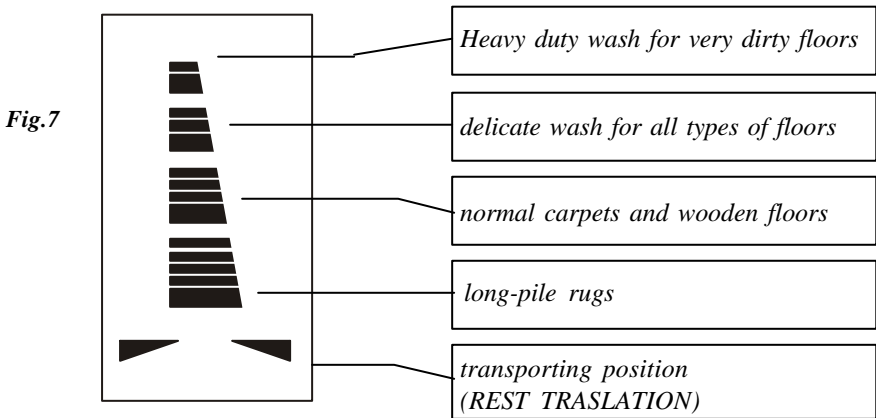 Heavy duty wash for very dirty floors
Fig.7
delicate wash for all types of floors
normal carpets and wooden floors
long-pile rugs
transporting position
(REST TRASLATION)